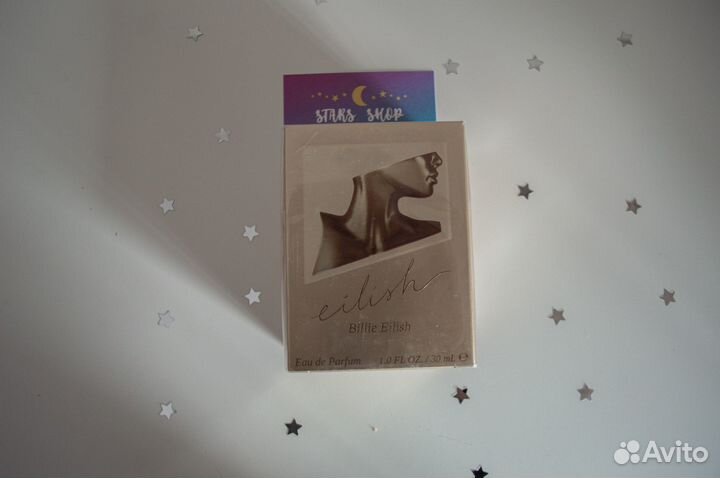 STARS SHOP
eilish
Billie Eilish
Eau de Parfum 1.0 FL OZ. / 30 mL ℮
Avito